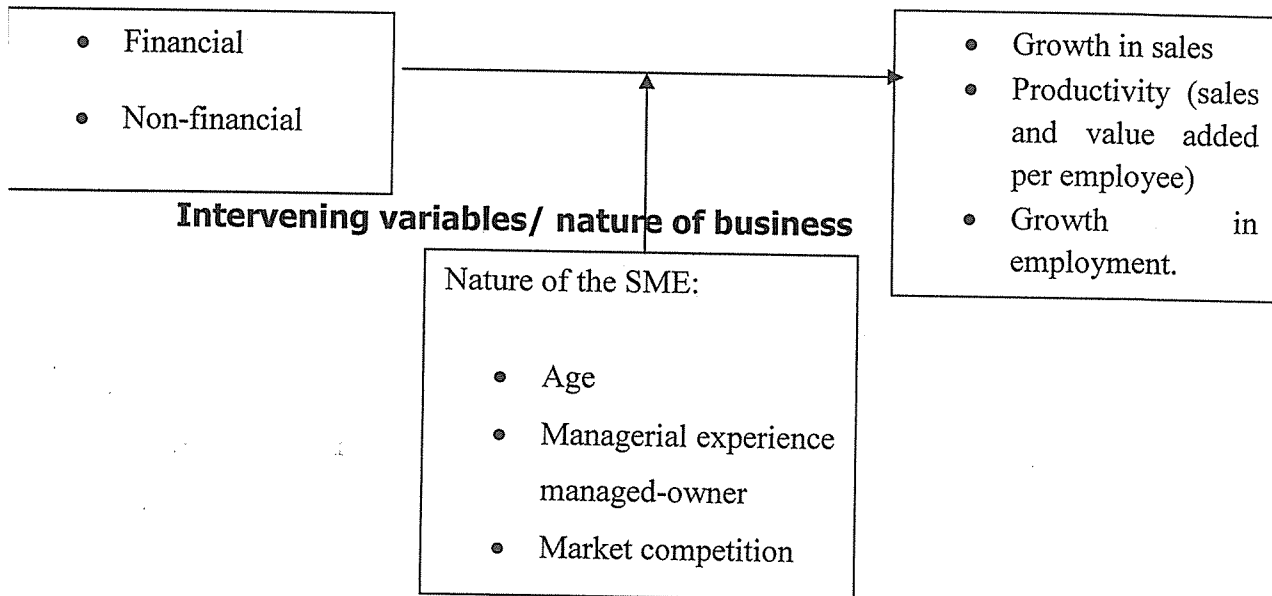 • Financial
• Non-financial
• Growth in sales
• Productivity (sales
and value added
per employee)
• Growth in
employment.
Intervening variables/ nature of business
Nature of the SME:
• Age
• Managerial experience
managed-owner
• Market competition